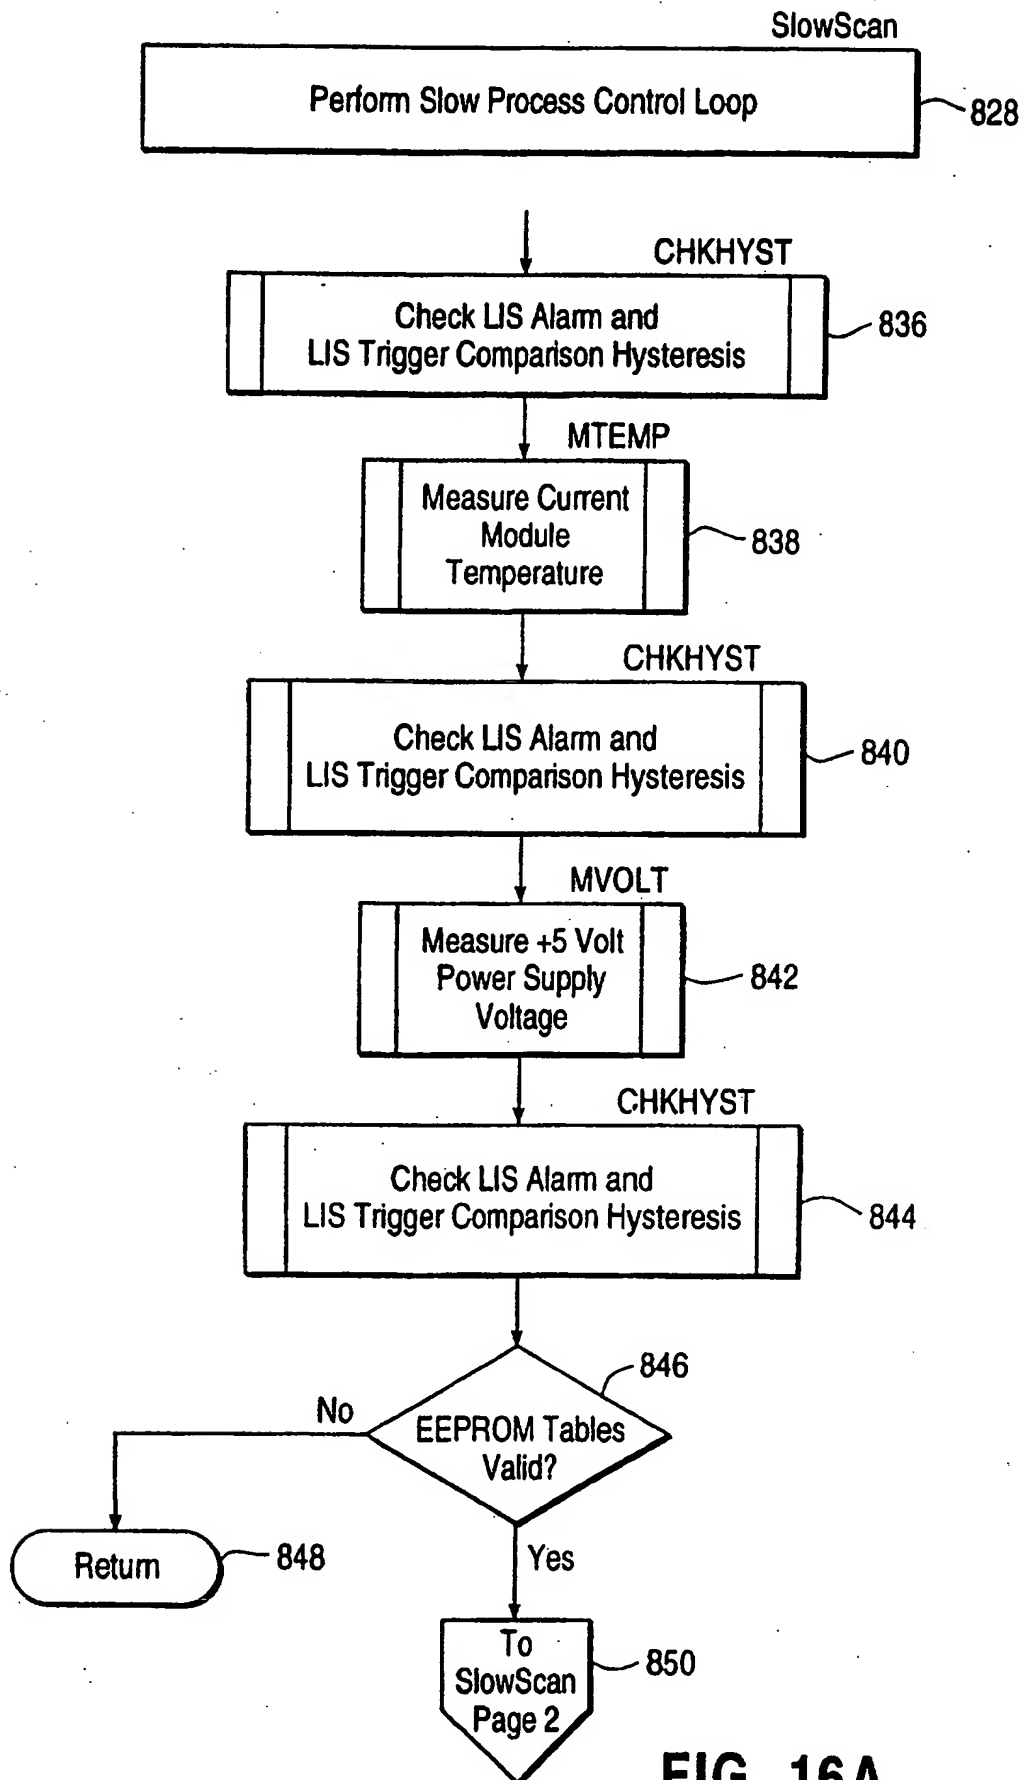 SlowScan
Perform Slow Process Control Loop
828
CHKHYST
Check LIS Alarm and
LIS Trigger Comparison Hysteresis
836
MTEMP
Measure Current
Module
Temperature
838
CHKHYST
Check LIS Alarm and
LIS Trigger Comparison Hysteresis
840
MVOLT
Measure +5 Volt
Power Supply
Voltage
842
CHKHYST
Check LIS Alarm and
LIS Trigger Comparison Hysteresis
844
846
No
EEPROM Tables
Valid?
Return
848
Yes
To
SlowScan
Page 2
850
FIG. 16A